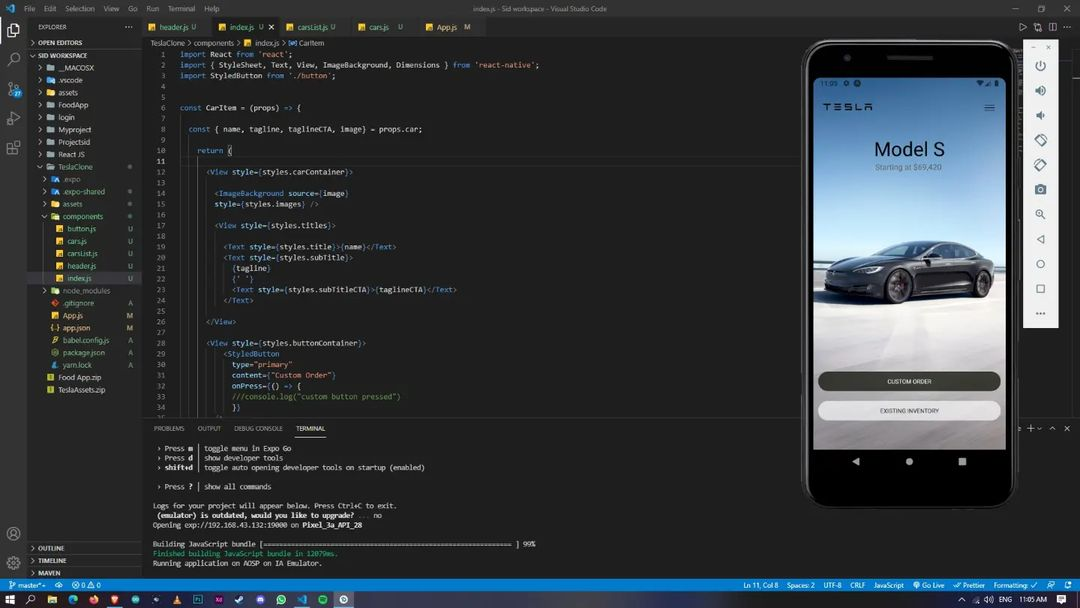 File Edit Selection View Go Run Terminal Help
index.js - Sid workspace - Visual Studio Code
EXPLORER
OPEN EDITORS
SID WORKSPACE
__MACOSX
.vscode
assets
FoodApp
login
Myproject
Projectsid
React JS
TeslaClone
.expo
.expo-shared
assets
components
button.js U
cars.js U
carsList.js U
header.js U
index.js U
node_modules
.gitignore A
App.js M
app.json M
babel.config.js A
package.json A
yarn.lock A
Food App.zip
TeslaAssets.zip
OUTLINE
TIMELINE
MAVEN
header.js U
index.js U
carsList.js U
cars.js U
App.js M
TeslaClone > components > index.js > CarItem
1 import React from 'react';
2 import { StyleSheet, Text, View, ImageBackground, Dimensions } from 'react-native';
3 import StyledButton from './button';
4
5
6 const CarItem = (props) => {
7
8 const { name, tagline, taglineCTA, image} = props.car;
9
10 return (
11
12 <View style={styles.carContainer}>
13
14 <ImageBackground source={image}
15 style={styles.images} />
16
17 <View style={styles.titles}>
18
19 <Text style={styles.title}>{name}</Text>
20 <Text style={styles.subTitle}>
21 {tagline}
22 {' '}
23 <Text style={styles.subTitleCTA}>{taglineCTA}</Text>
24 </Text>
25
26 </View>
27
28 <View style={styles.buttonContainer}>
29 <StyledButton
30 type="primary"
31 content={"Custom Order"}
32 onPress={() => {
33 ///console.log("custom button pressed")
34 }}
PROBLEMS OUTPUT DEBUG CONSOLE TERMINAL
› Press m | toggle menu in Expo Go
› Press d | show developer tools
› shift+d | toggle auto opening developer tools on startup (enabled)
› Press ? | show all commands
Logs for your project will appear below. Press Ctrl+C to exit.
(emulator) is outdated, would you like to upgrade? ... no
Opening exp://192.168.43.132:19000 on Pixel_3a_API_28
Finished building JavaScript bundle in 12079ms.
Running application on AOSP on IA Emulator.
11:05
TESLA
Model S
Starting at $69,420
CUSTOM ORDER
EXISTING INVENTORY
master*+ 0 0
Ln 11, Col 8 Spaces: 2 UTF-8 CRLF JavaScript Go Live Prettier Formatting: ✓
ENG 11:05 AM